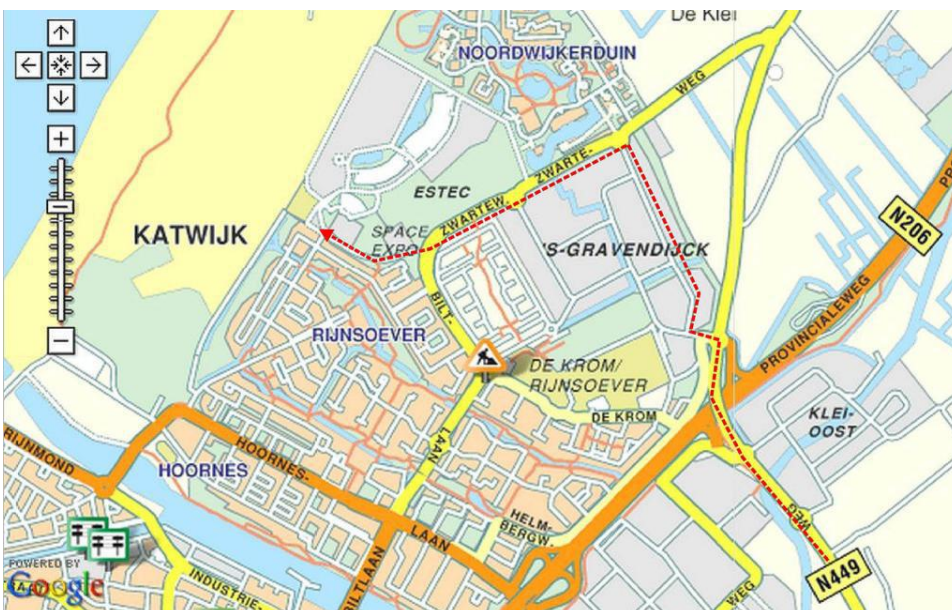 De Klei
NOORDWIJKERDUIN
WEG
ZWARTE-
ESTEC
ZWARTEW.
SPACE
EXPO
KATWIJK
'S-GRAVENDIJCK
N206
PROVINCIALEWEG
BILT-
RIJNSOEVER
DE KROM/
RIJNSOEVER
DE KROM
KLEI-
OOST
LAAN
HOORNES-
RIJNMOND
HOORNES
HELM-
BERGW.
WEG
LAAN
N449
POWERED BY
Google
INDUSTRIE-
BILTLAAN
WEG